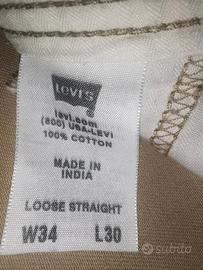 LEVI'S
levi.com
(800) USA-LEVI
100% COTTON
MADE IN
INDIA
LOOSE STRAIGHT
W34 L30
subito